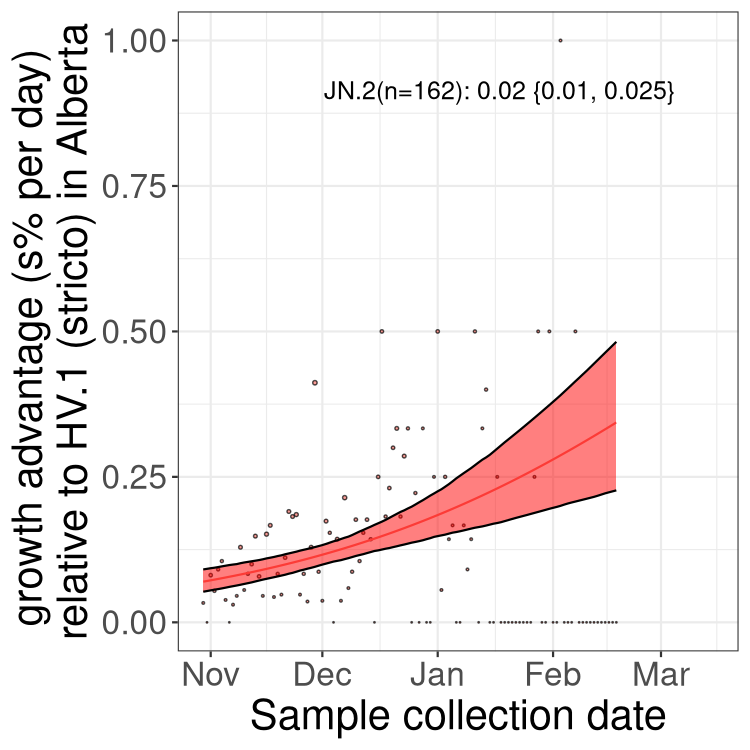 growth advantage (s% per day)
relative to HV.1 (stricto) in Alberta
1.00
JN.2(n=162): 0.02 {0.01, 0.025}
0.75
0.50
0.25
0.00
Nov Dec Jan Feb Mar
Sample collection date